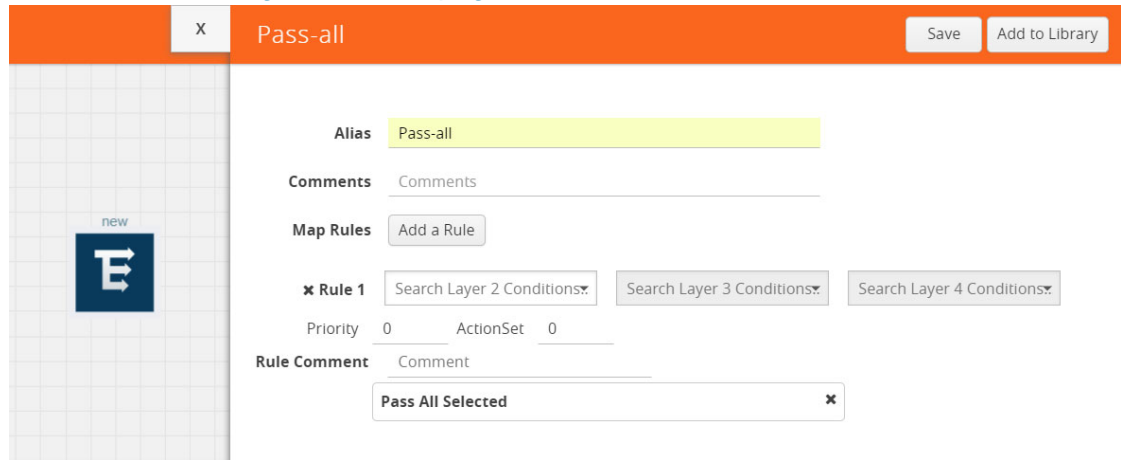 X
Pass-all
Save
Add to Library
Alias Pass-all
Comments Comments
new
Map Rules Add a Rule
✖ Rule 1 Search Layer 2 Conditions... Search Layer 3 Conditions... Search Layer 4 Conditions...
Priority 0 ActionSet 0
Rule Comment Comment
Pass All Selected ✖